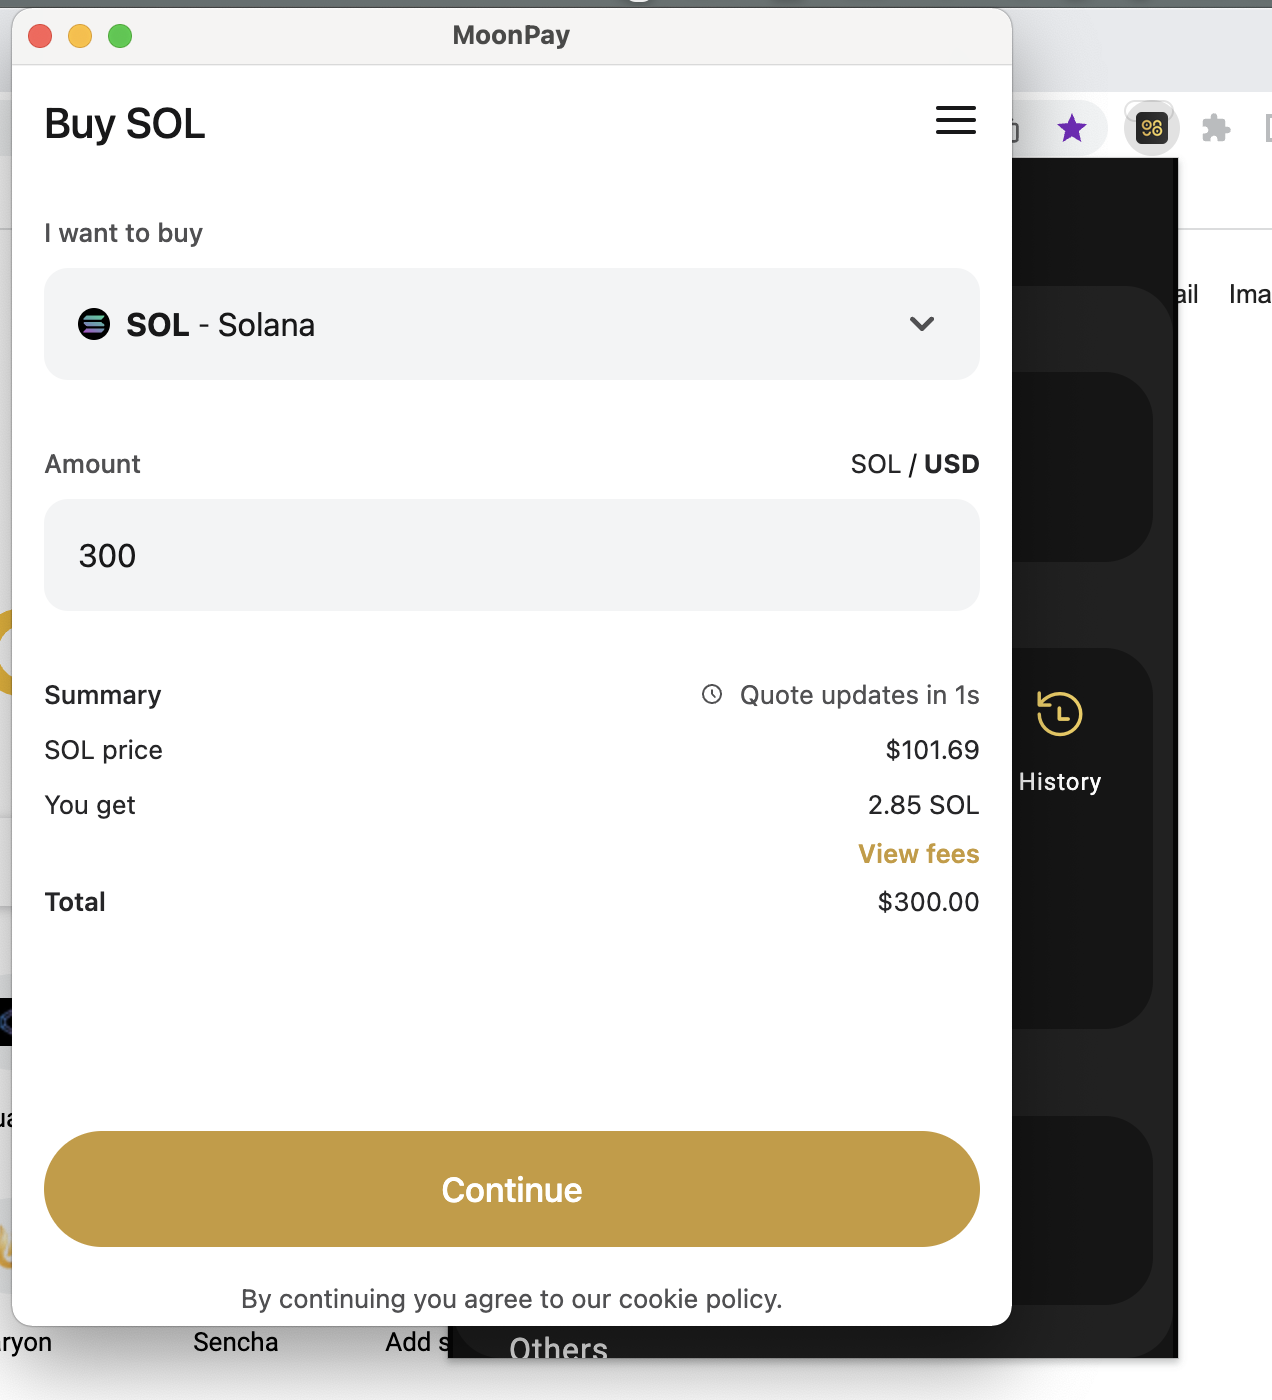 MoonPay
Buy SOL
I want to buy
SOL - Solana
Amount
SOL / USD
300
Summary
Quote updates in 1s
SOL price
$101.69
You get
2.85 SOL
View fees
Total
$300.00
Continue
By continuing you agree to our cookie policy.
ail
Ima
History
ryon
Sencha
Add s
Others